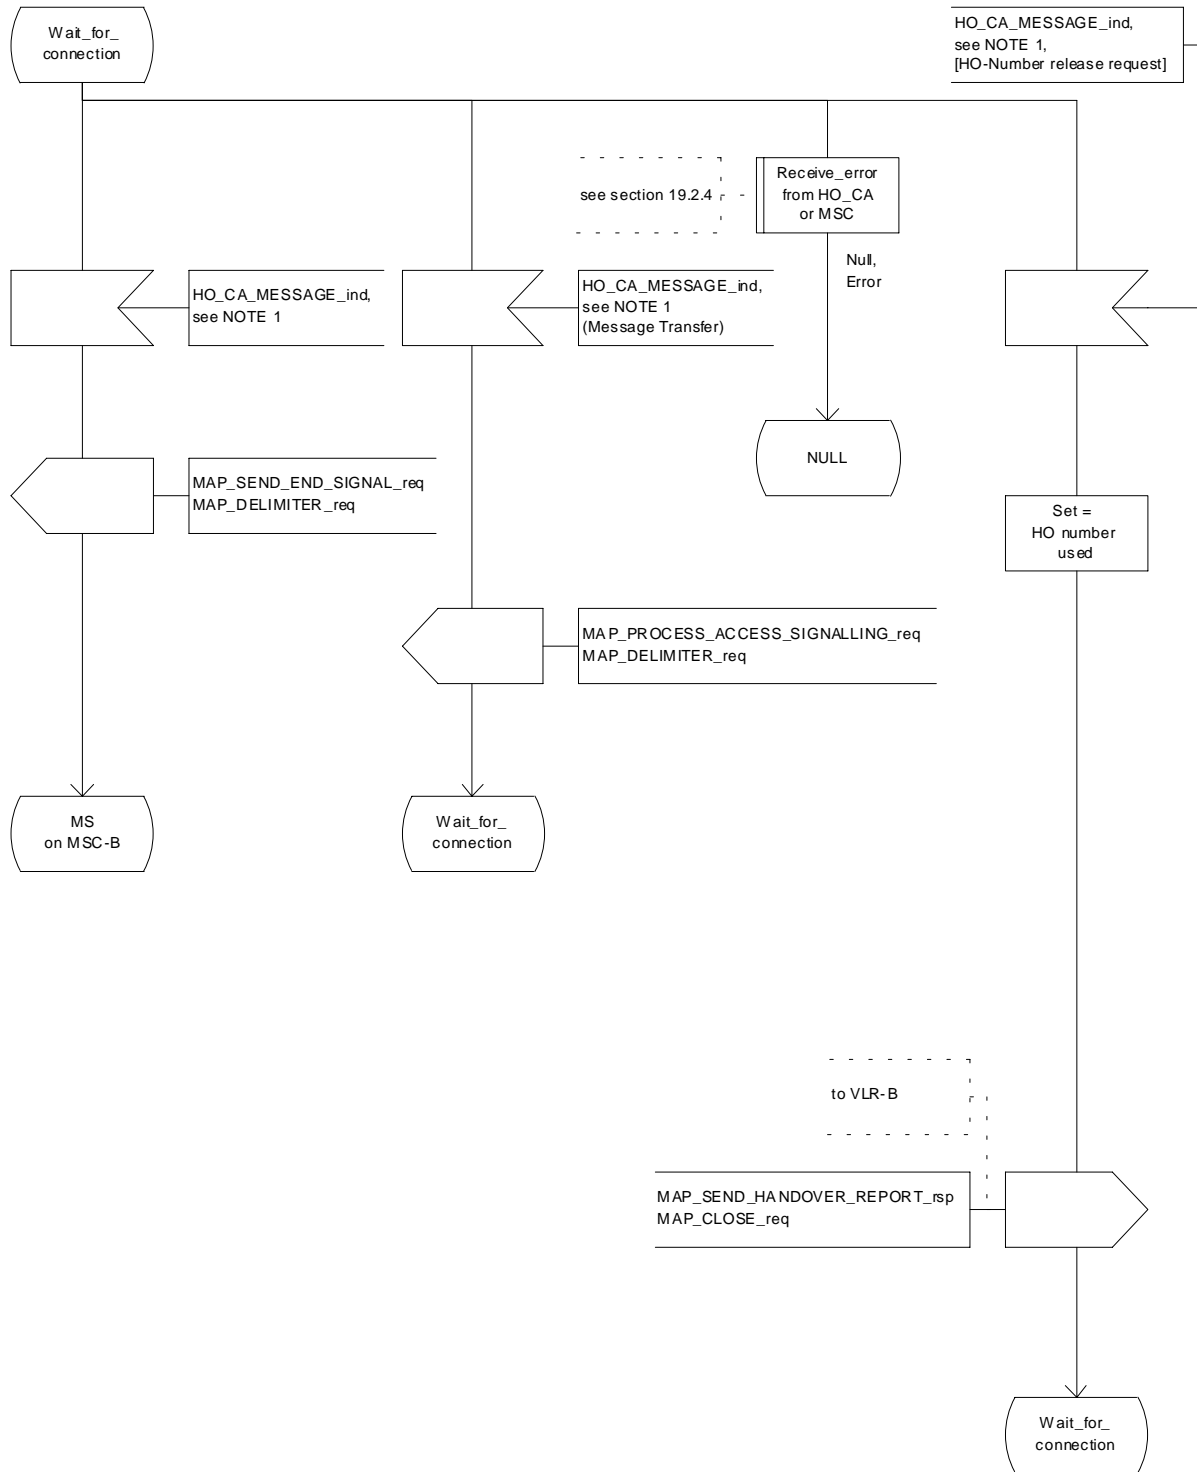 Wait_for_
connection
HO_CA_MESSAGE_ind,
see NOTE 1,
[HO-Number release request]
see section 19.2.4
Receive_error
from HO_CA
or MSC
Null,
Error
HO_CA_MESSAGE_ind,
see NOTE 1
HO_CA_MESSAGE_ind,
see NOTE 1
(Message Transfer)
NULL
MAP_SEND_END_SIGNAL_req
MAP_DELIMITER_req
Set =
HO number
used
MAP_PROCESS_ACCESS_SIGNALLING_req
MAP_DELIMITER_req
MS
on MSC-B
Wait_for_
connection
to VLR-B
MAP_SEND_HANDOVER_REPORT_rsp
MAP_CLOSE_req
Wait_for_
connection